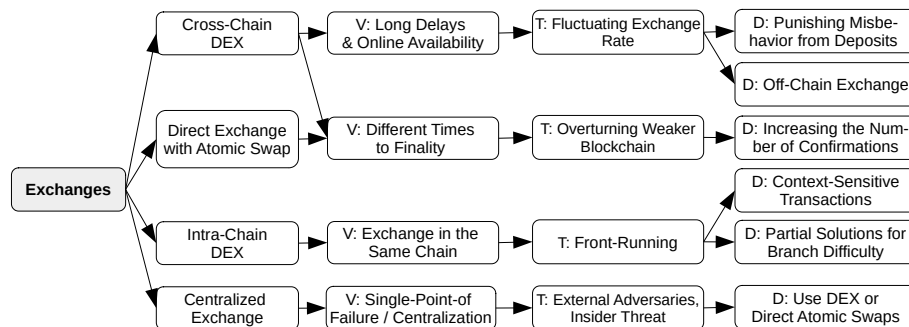 Cross-Chain
DEX
V: Long Delays
& Online Availability
T: Fluctuating Exchange
Rate
D: Punishing Misbe-
havior from Deposits
D: Off-Chain Exchange
Direct Exchange
with Atomic Swap
V: Different Times
to Finality
T: Overturning Weaker
Blockchain
D: Increasing the Num-
ber of Confirmations
Exchanges
D: Context-Sensitive
Transactions
Intra-Chain
DEX
V: Exchange in the
Same Chain
T: Front-Running
D: Partial Solutions for
Branch Difficulty
Centralized
Exchange
V: Single-Point-of
Failure / Centralization
T: External Adversaries,
Insider Threat
D: Use DEX or
Direct Atomic Swaps